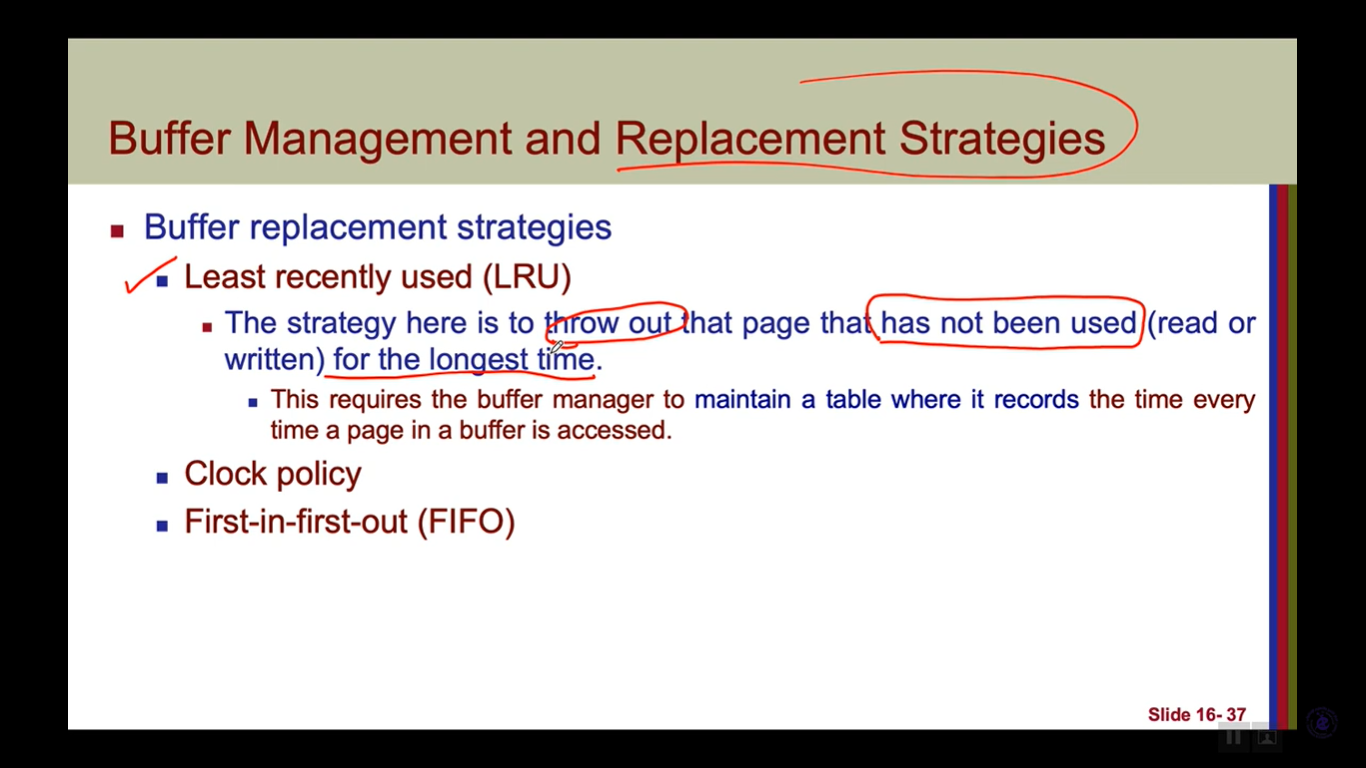 Buffer Management and Replacement Strategies
Buffer replacement strategies
Least recently used (LRU)
The strategy here is to throw out that page that has not been used (read or
written) for the longest time.
This requires the buffer manager to maintain a table where it records the time every
time a page in a buffer is accessed.
Clock policy
First-in-first-out (FIFO)
Slide 16- 37